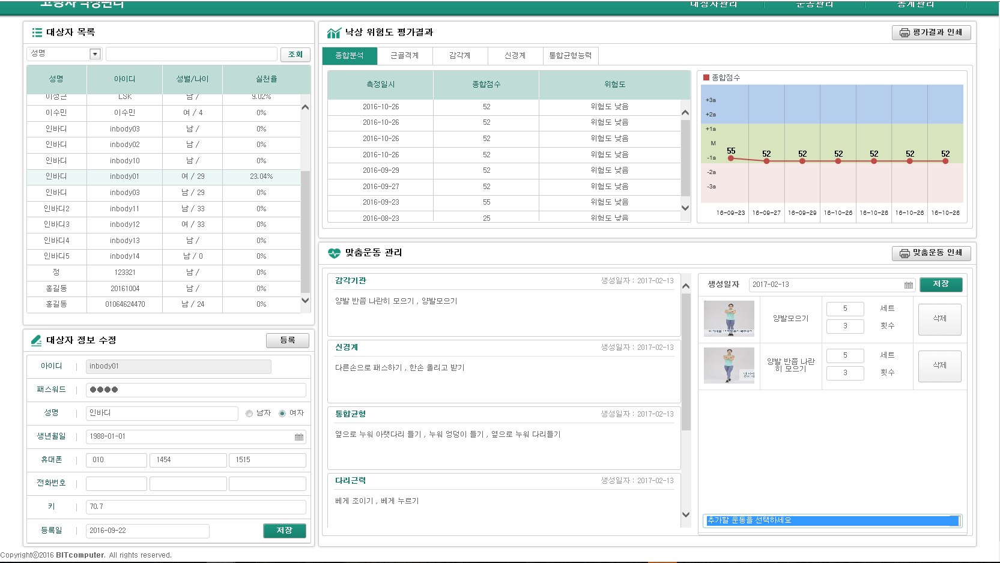 고령자 낙상관리
대상자관리 운동관리 통계관리
대상자 목록
성명 조회
성명 아이디 성별/나이 실천율
이성근 LSK 남 / 9.02%
이수민 이수민 여 / 4 0%
인바디 inbody03 남 / 0%
인바디 inbody02 남 / 0%
인바디 inbody10 남 / 0%
인바디 inbody01 여 / 29 23.04%
인바디 inbody03 남 / 29 0%
인바디2 inbody11 남 / 33 0%
인바디3 inbody12 여 / 33 0%
인바디4 inbody13 남 / 0%
인바디5 inbody14 남 / 0 0%
정 123321 남 / 0%
홍길동 20161004 남 / 0%
홍길동 01064624470 남 / 24 0%
대상자 정보 수정 등록
아이디 | inbody01
패스워드 | ●●●●
성명 | 인바디 남자 여자
생년월일 | 1988-01-01
휴대폰 | 010 1454 1515
전화번호 |
키 | 70.7
등록일 | 2016-09-22 저장
낙상 위험도 평가결과 평가결과 인쇄
종합분석 근골격계 감각계 신경계 통합균형능력
측정일시 종합점수 위험도
2016-10-26 52 위험도 낮음
2016-10-26 52 위험도 낮음
2016-10-26 52 위험도 낮음
2016-10-26 52 위험도 낮음
2016-09-29 52 위험도 낮음
2016-09-27 52 위험도 낮음
2016-09-23 55 위험도 낮음
2016-08-23 25 위험도 낮음
종합점수
+3a
+2a
+1a
M
-1a
-2a
-3a
55 52 52 52 52 52 52
16-09-23 16-09-27 16-09-29 16-10-26 16-10-26 16-10-26 16-10-26
맞춤운동 관리 맞춤운동 인쇄
감각기관 생성일자 : 2017-02-13
양발 반쯤 나란히 모으기 , 양발모으기
신경계 생성일자 : 2017-02-13
다른손으로 패스하기 , 한손 올리고 받기
통합균형 생성일자 : 2017-02-13
옆으로 누워 아랫다리 들기 , 누워 엉덩이 들기 , 옆으로 누워 다리들기
다리근력 생성일자 : 2017-02-13
베게 조이기 , 베게 누르기
생성일자 2017-02-13 저장
양발모으기 5 세트 삭제
3 횟수
양발 반쯤 나란
히 모으기 5 세트 삭제
3 횟수
추가할 운동을 선택하세요
Copyrightⓒ2016 BITcomputer. All rights reserved.